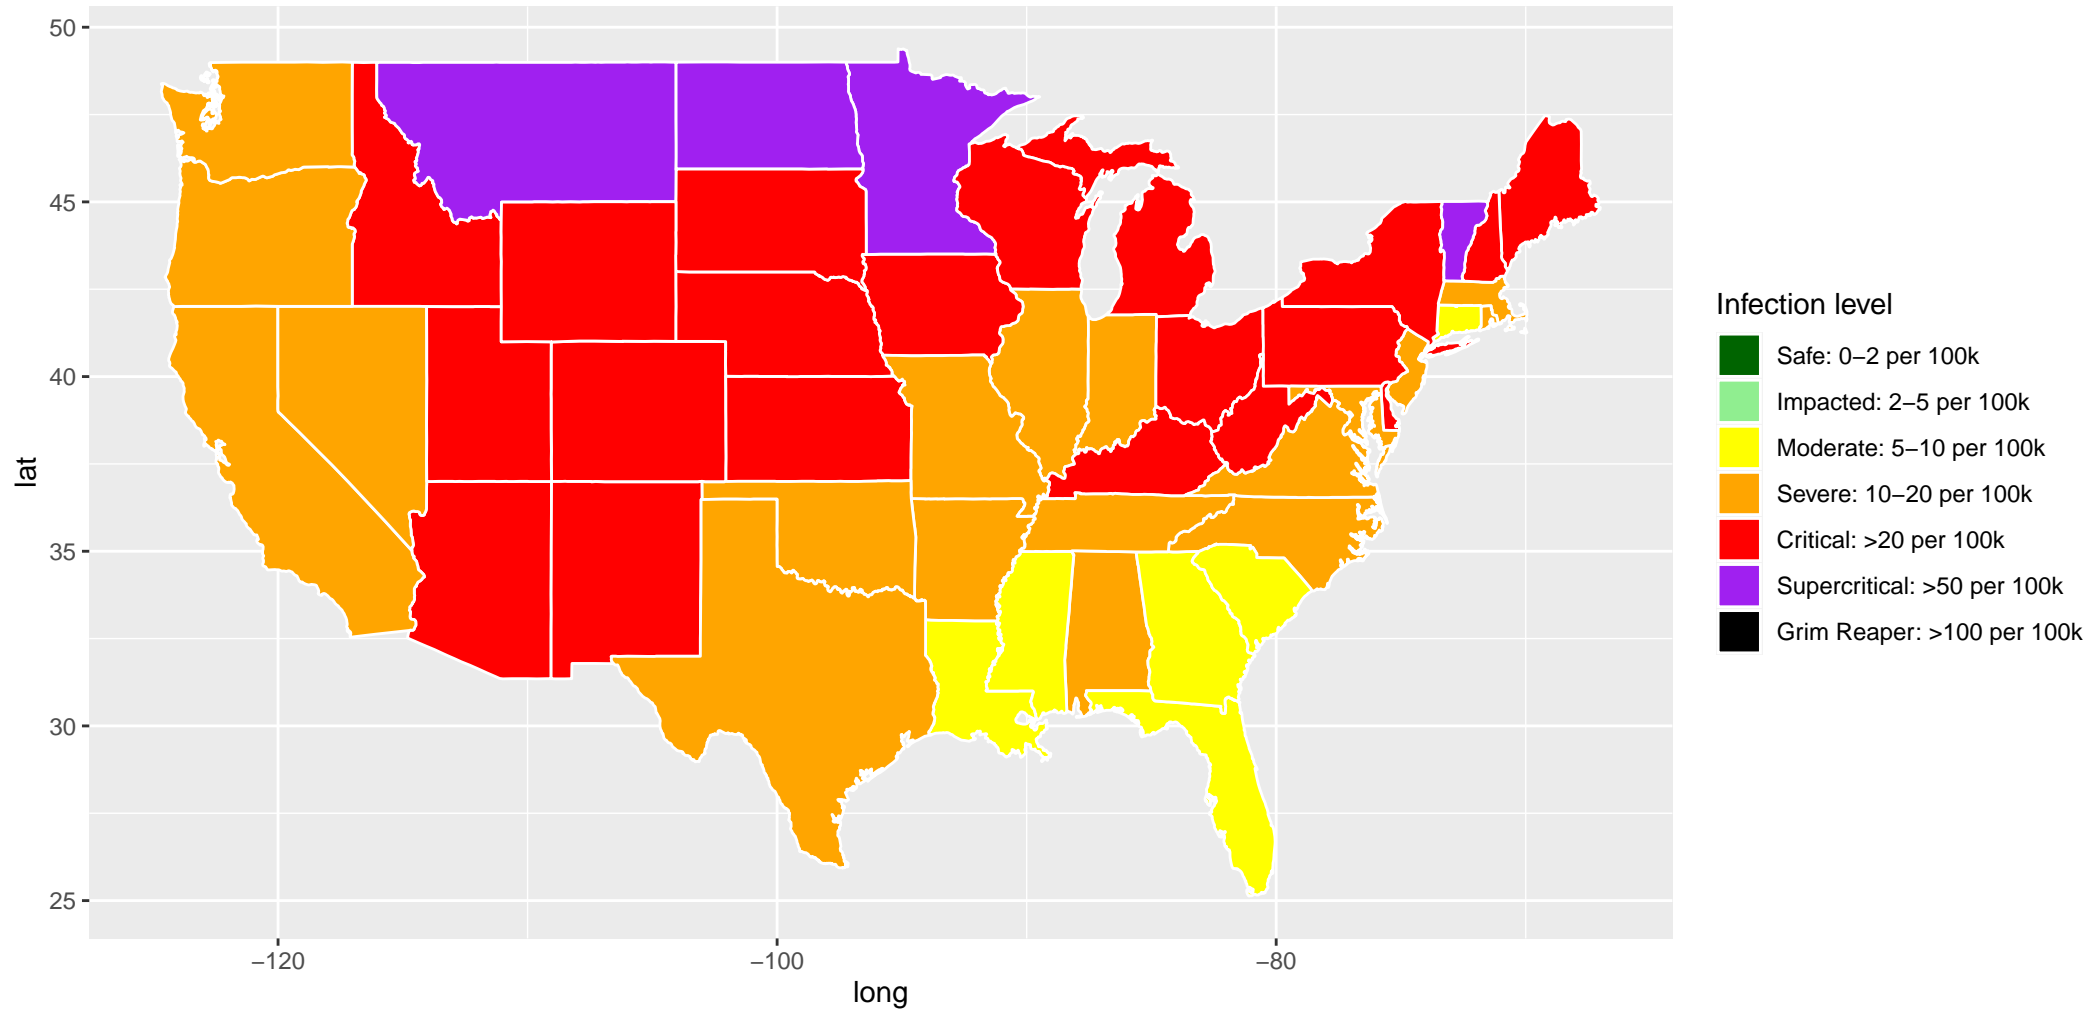 50
45
40
35
30
25
lat
−120
−100
−80
long
Infection level
Safe: 0−2 per 100k
Impacted: 2−5 per 100k
Moderate: 5−10 per 100k
Severe: 10−20 per 100k
Critical: >20 per 100k
Supercritical: >50 per 100k
Grim Reaper: >100 per 100k